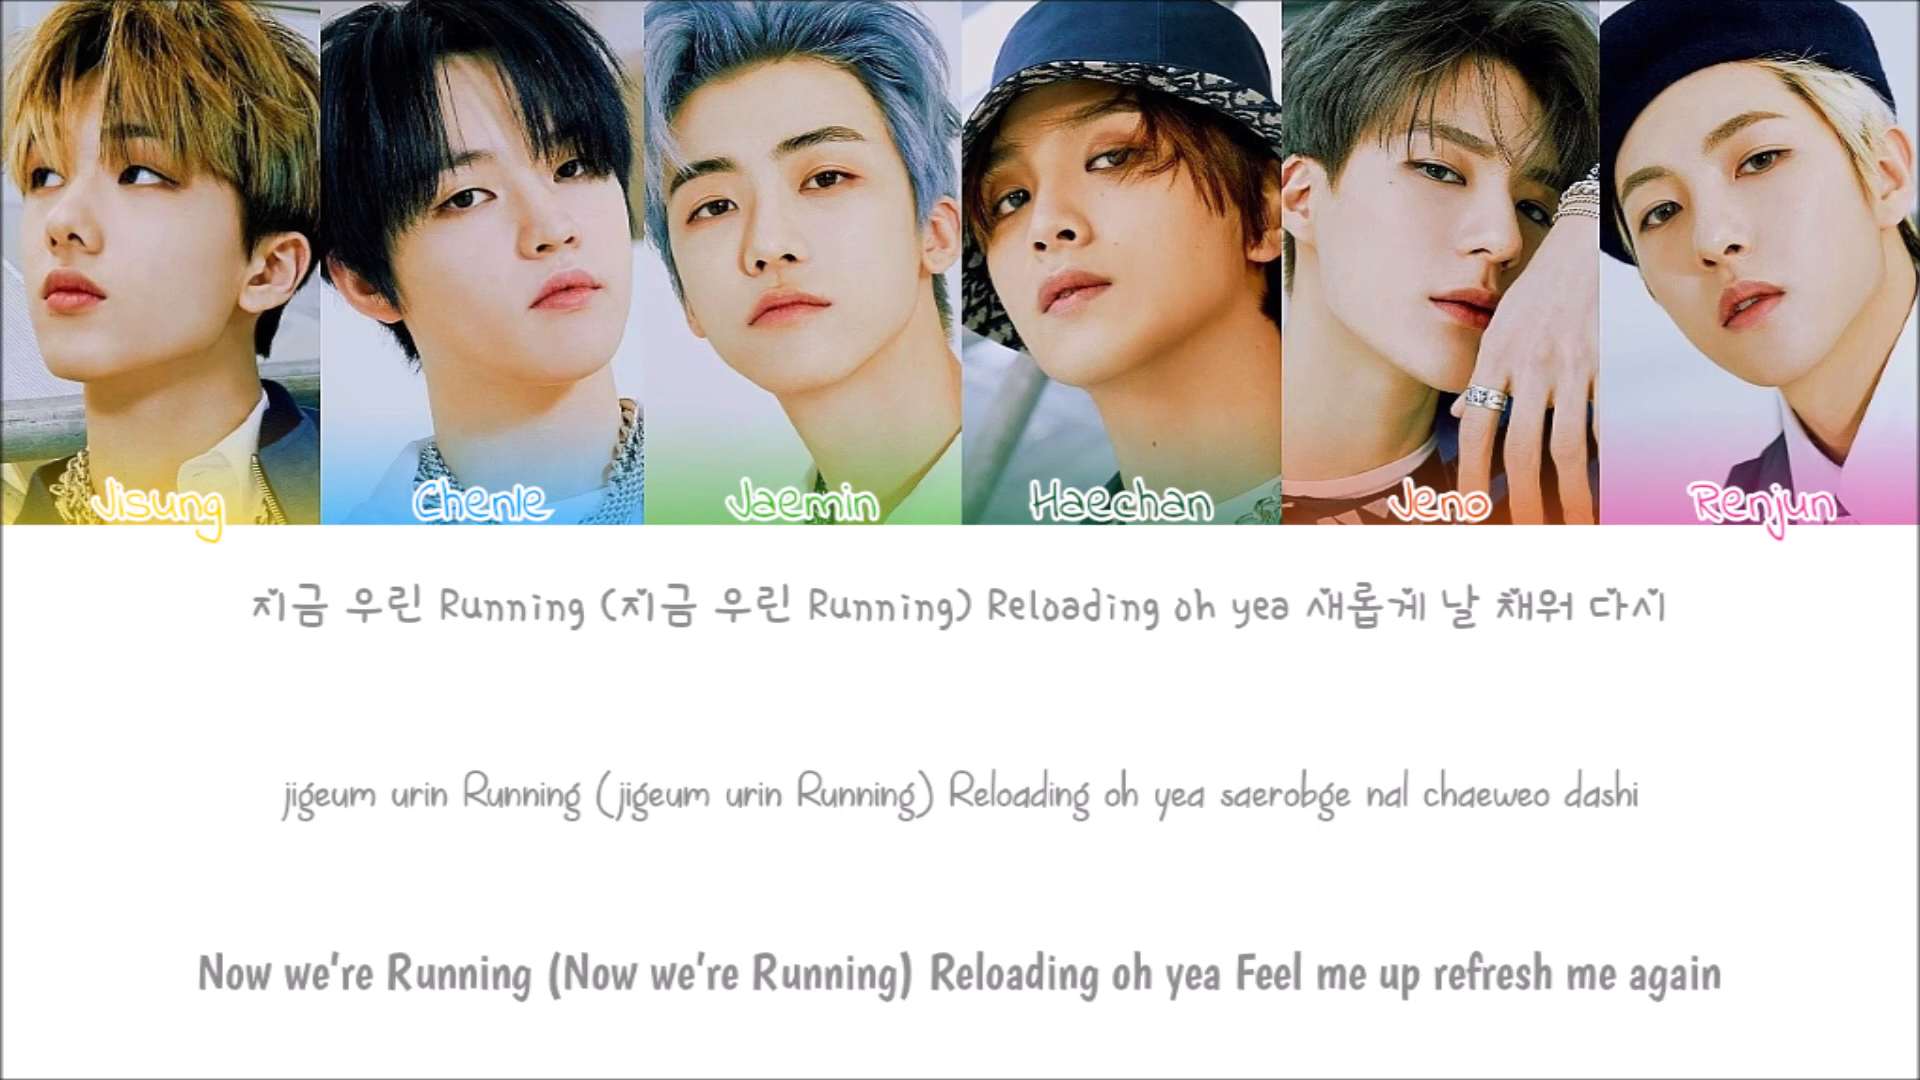 Jisung Chenle Jaemin Haechan Jeno Renjun
지금 우린 Running (지금 우린 Running) Reloading oh yea 새롭게 날 채워 다시
jigeum urin Running (jigeum urin Running) Reloading oh yea saerobge nal chaeweo dashi
Now we're Running (Now we're Running) Reloading oh yea Feel me up refresh me again